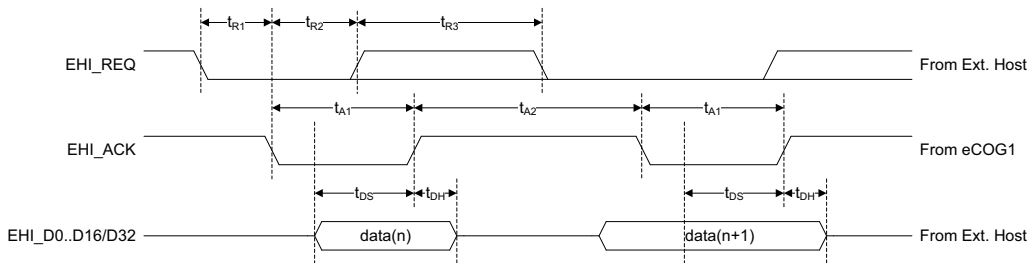 tR1 tR2 tR3
EHI_REQ From Ext. Host
tA1 tA2 tA1
EHI_ACK From eCOG1
tDS tDH tDS tDH
EHI_D0..D16/D32 data(n) data(n+1) From Ext. Host